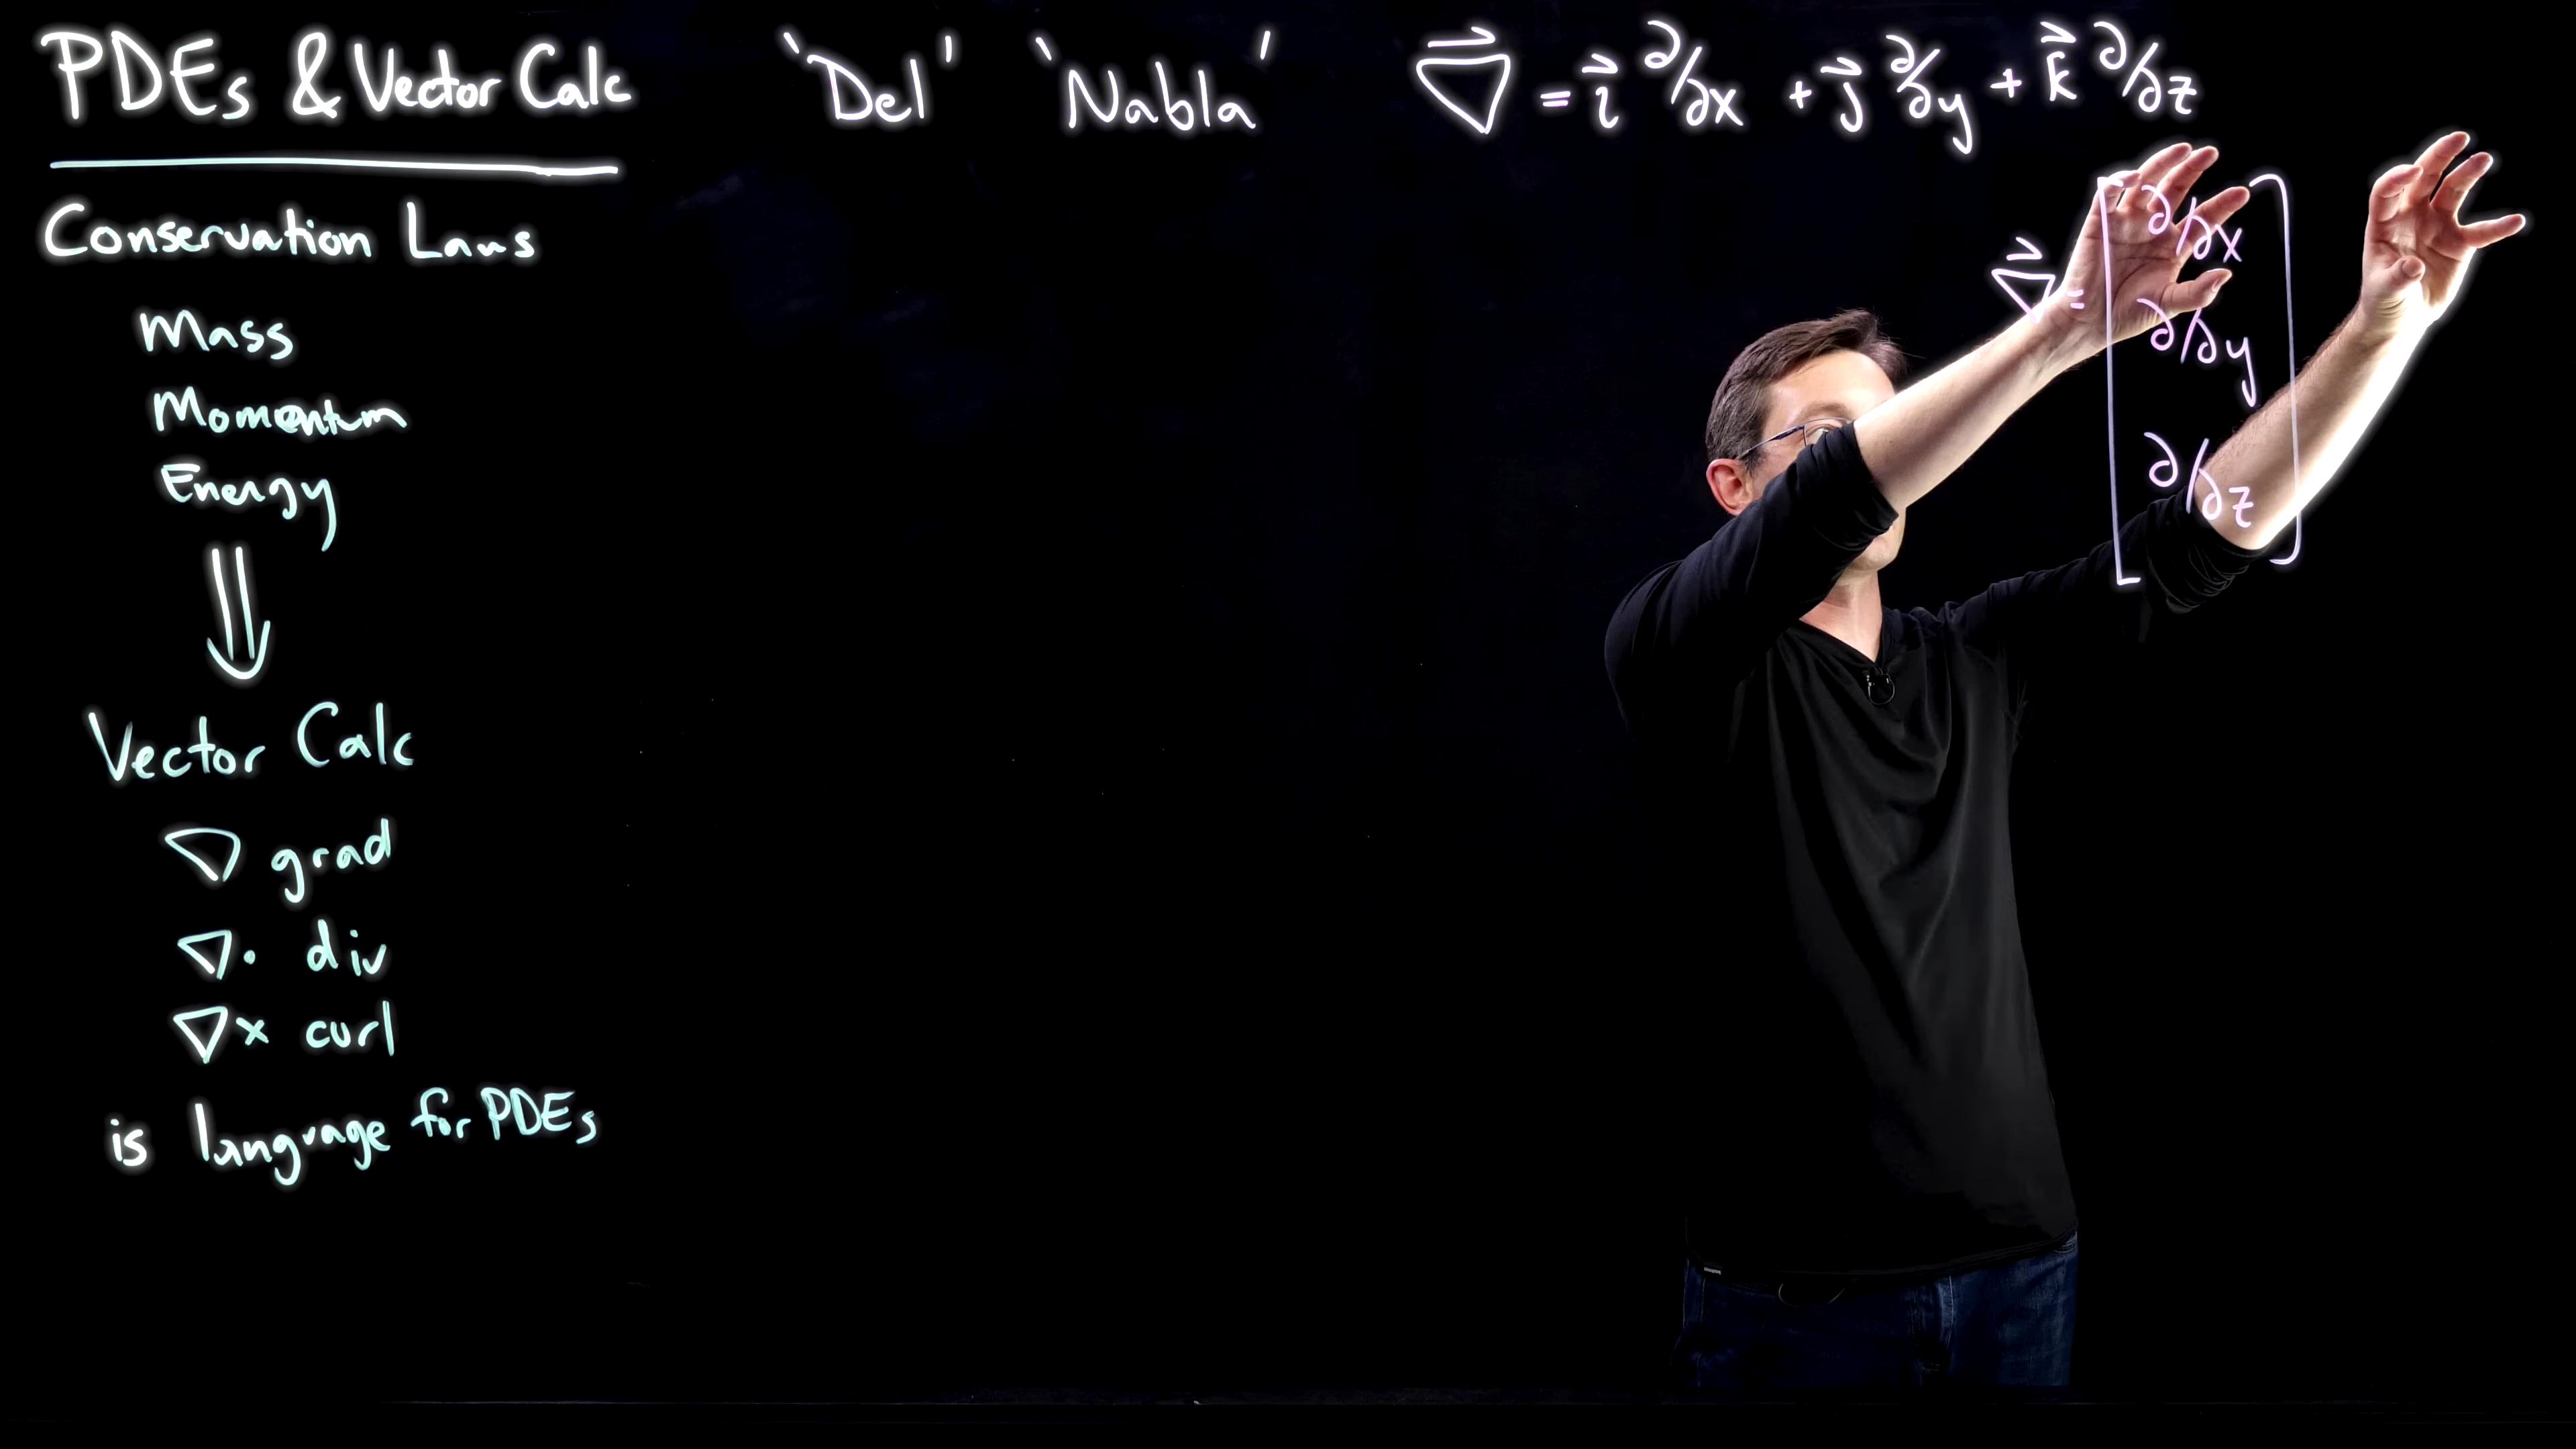 PDEs & Vector Calc
'Del' 'Nabla' ∇⃗ = i⃗ ∂/∂x + j⃗ ∂/∂y + k⃗ ∂/∂z
∇⃗ = [ ∂/∂x
∂/∂y
∂/∂z ]
Conservation Laws
Mass
Momentum
Energy
⇓
Vector Calc
∇ grad
∇· div
∇× curl
is language for PDEs